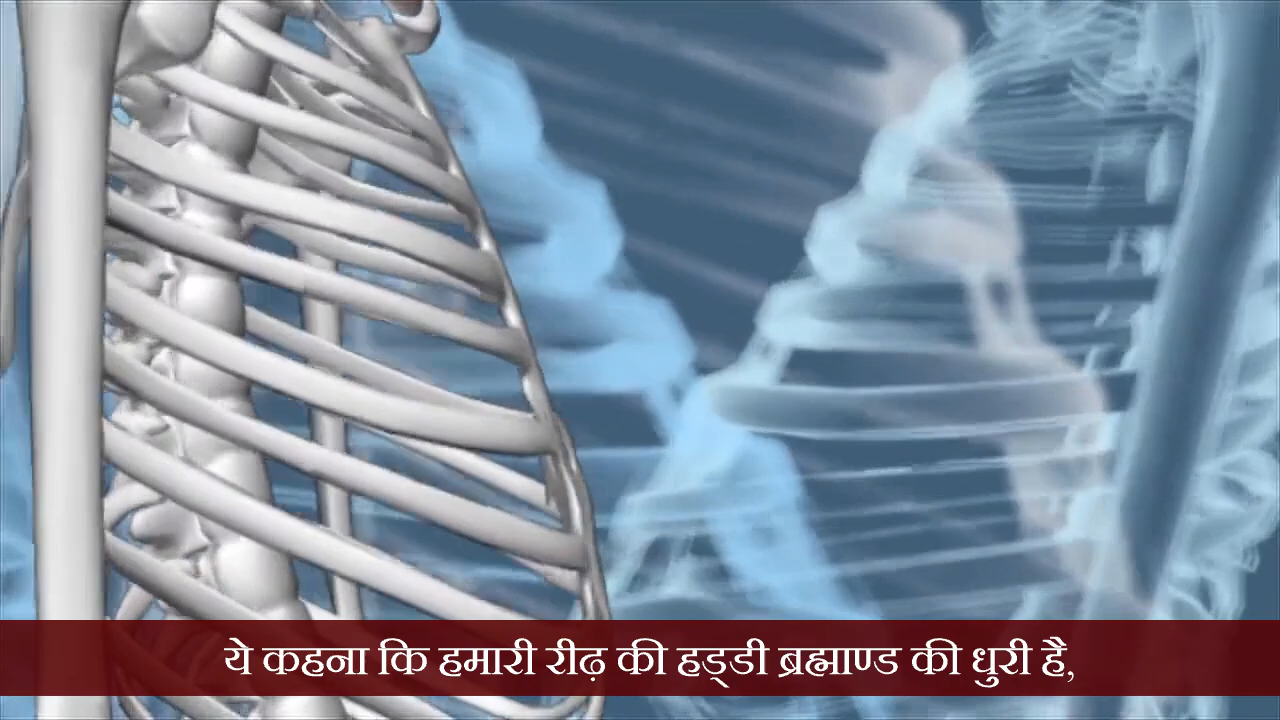 ये कहना कि हमारी रीढ़ की हड्डी ब्रह्माण्ड की धुरी है,